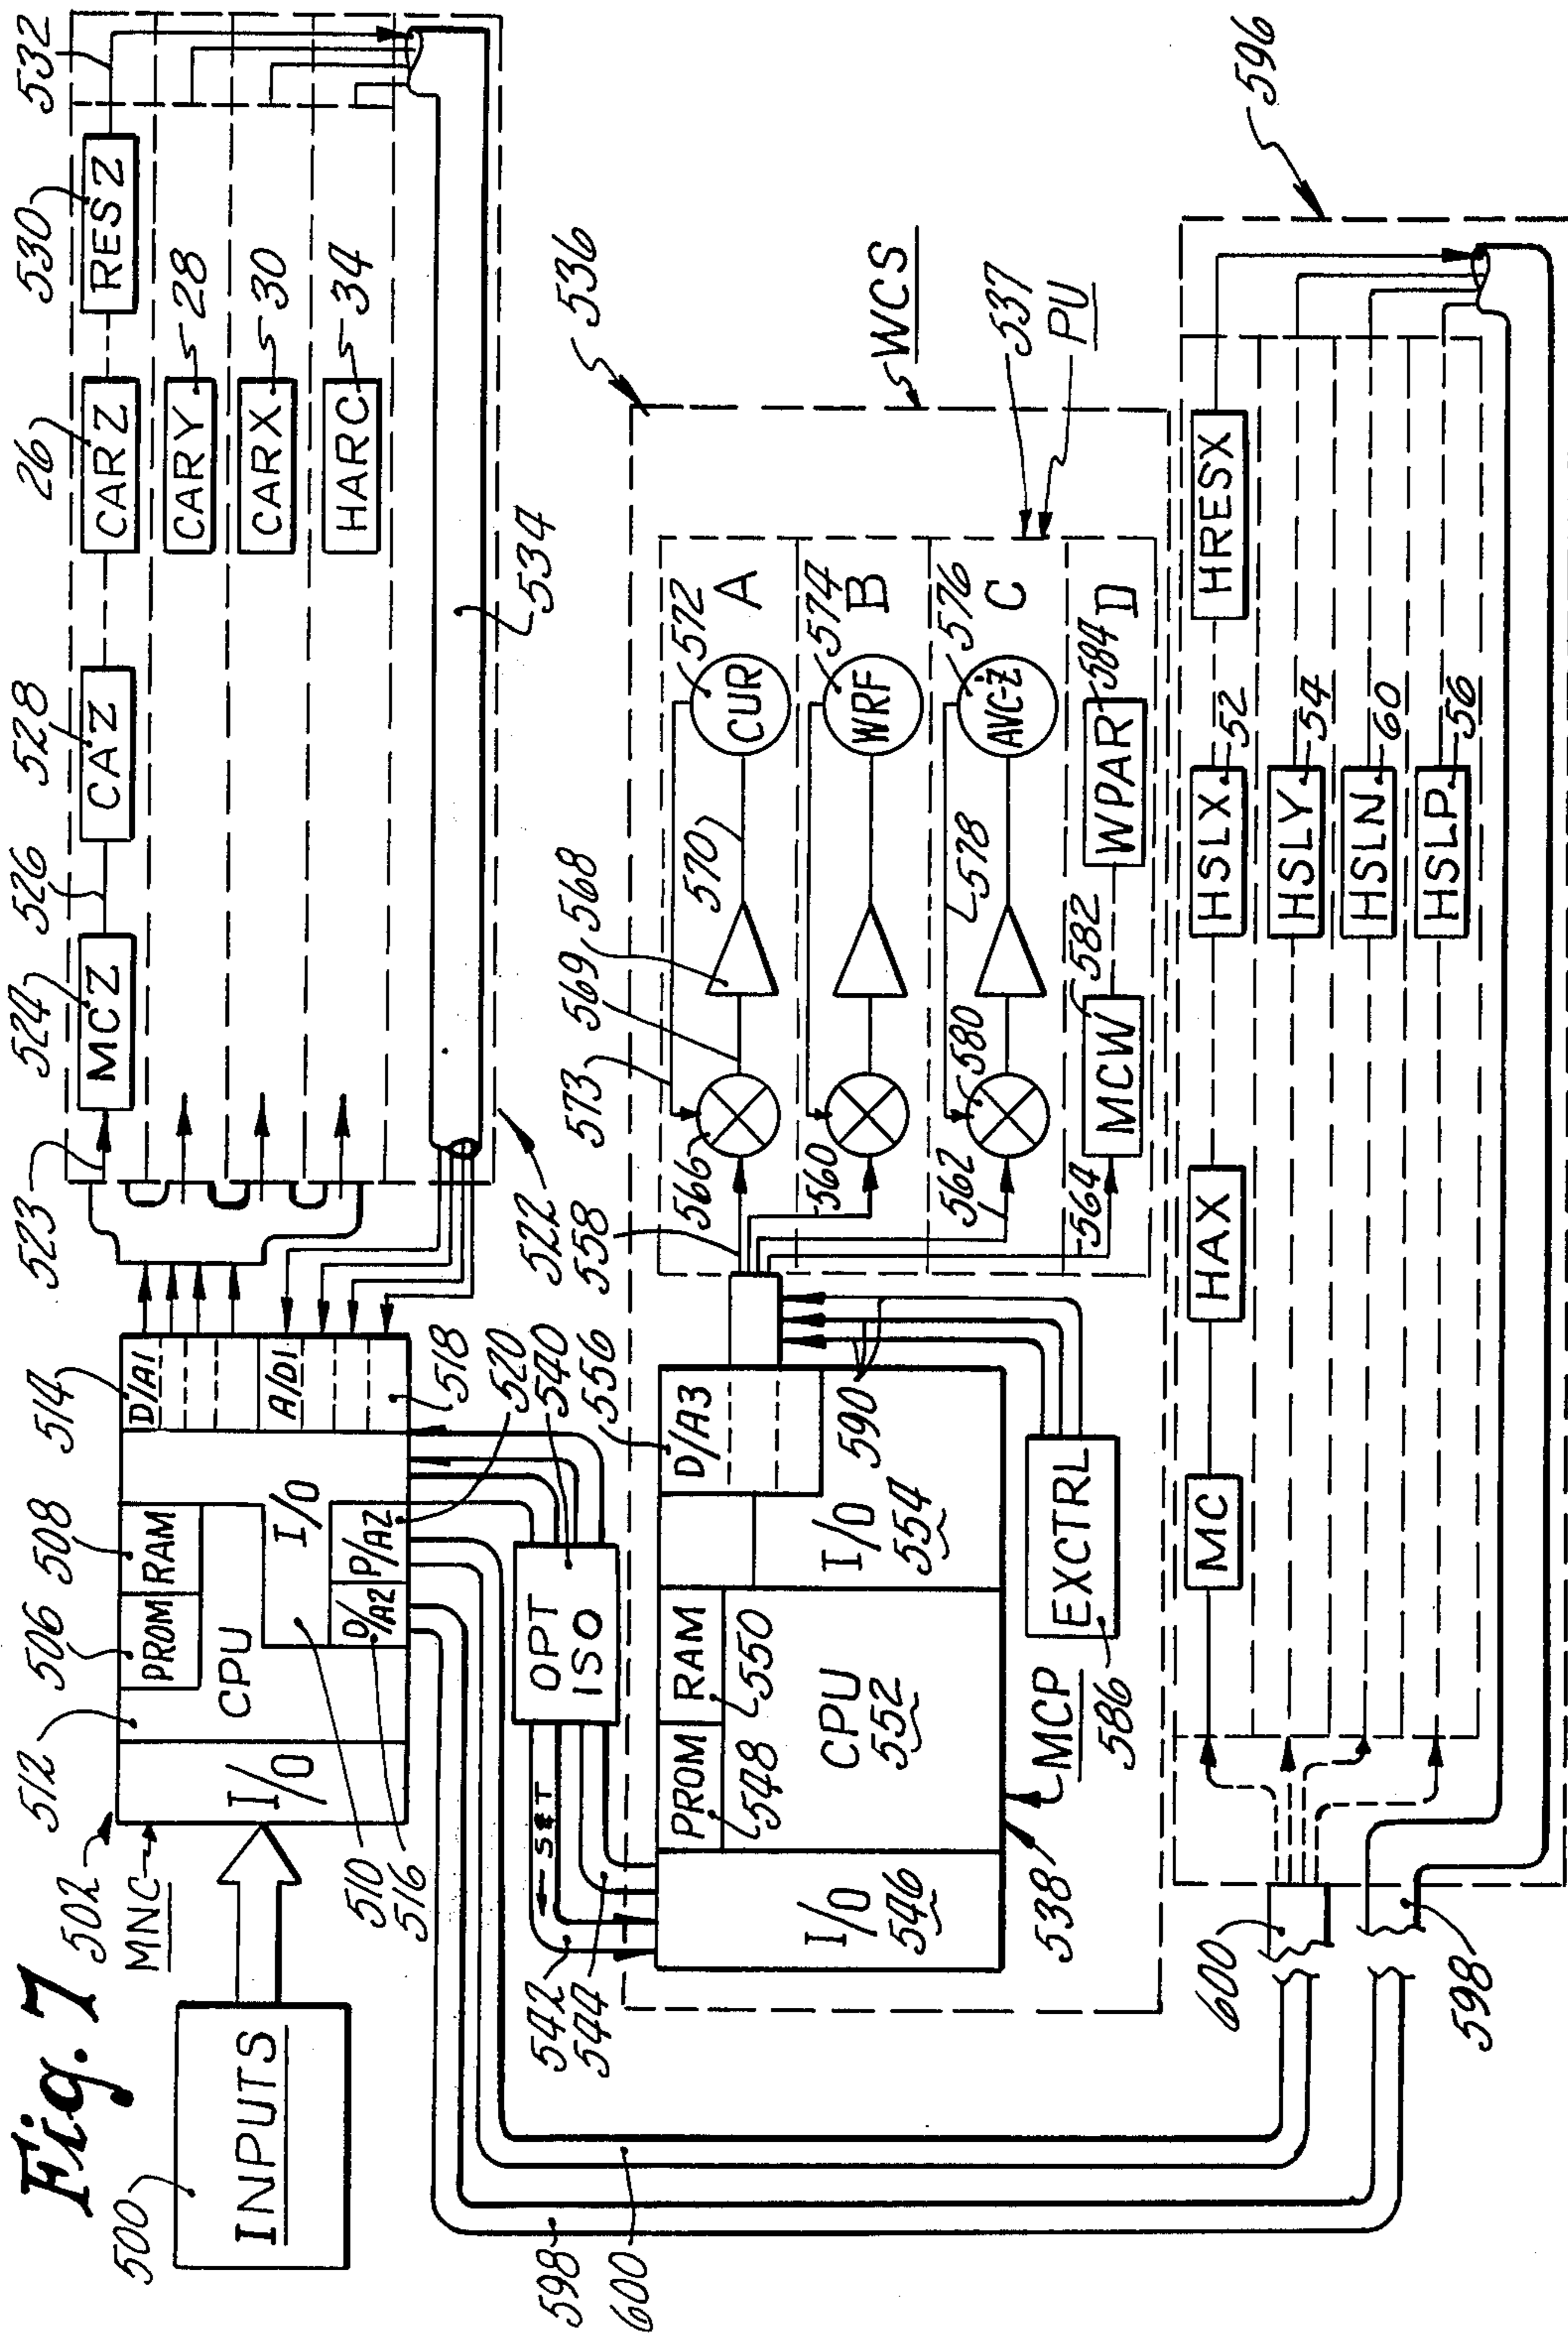 Fig. 7
500
INPUTS
502
MNC
512
506
508
514
PROM
RAM
D/A1
CPU
I/O
I/O
A/D1
D/A2
P/A2
510
516
518
520
540
556
523
524
526
528
26
530
532
MCZ
CAZ
CARZ
RESZ
CARY
28
CARX
30
HARC
34
534
522
558
536
WCS
537
PU
542
544
SET
OPT
ISO
PROM
RAM
D/A3
548
550
I/O
546
CPU
552
I/O
554
590
538
MCP
586
EXCTRL
573
569
568
570
572
566
CUR
A
560
574
WRF
B
562
580
578
576
AVC-Z
C
564
582
584
MCW
WPAR
D
596
MC
HAX
HSLX
52
HRESX
HSLY
54
HSLN
60
HSLP
56
600
598
598
600